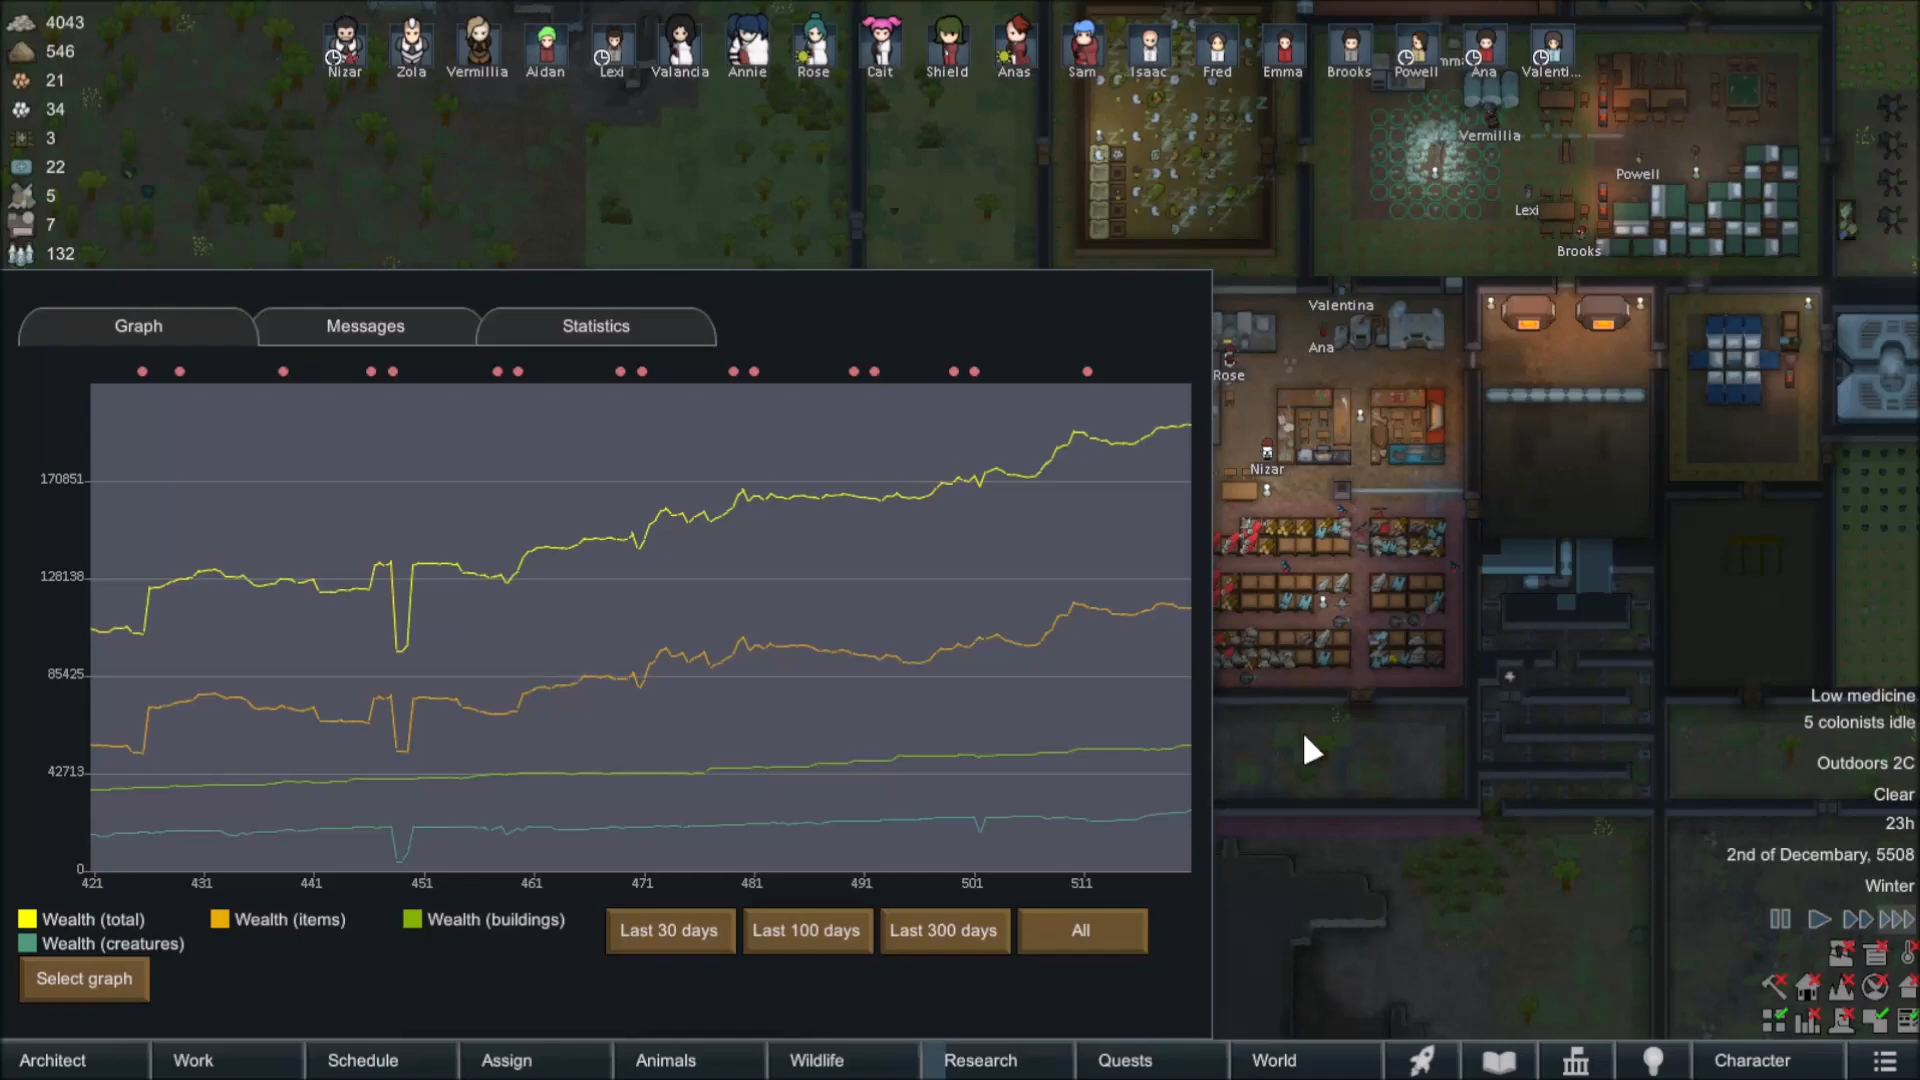 4043
546
21
34
3
22
5
7
132
Nizar
Zola
Vermillia
Aidan
Lexi
Valancia
Annie
Rose
Cait
Shield
Anas
Sam
Isaac
Fred
Emma
Brooks
Powell
Ana
Valenti...
Vermillia
Powell
Lexi
Brooks
Valentina
Ana
Rose
Nizar
Graph
Messages
Statistics
170851
128138
85425
42713
0
421
431
441
451
461
471
481
491
501
511
Wealth (total)
Wealth (items)
Wealth (buildings)
Wealth (creatures)
Last 30 days
Last 100 days
Last 300 days
All
Select graph
Low medicine
5 colonists idle
Outdoors 2C
Clear
23h
2nd of Decembary, 5508
Winter
Architect
Work
Schedule
Assign
Animals
Wildlife
Research
Quests
World
Character